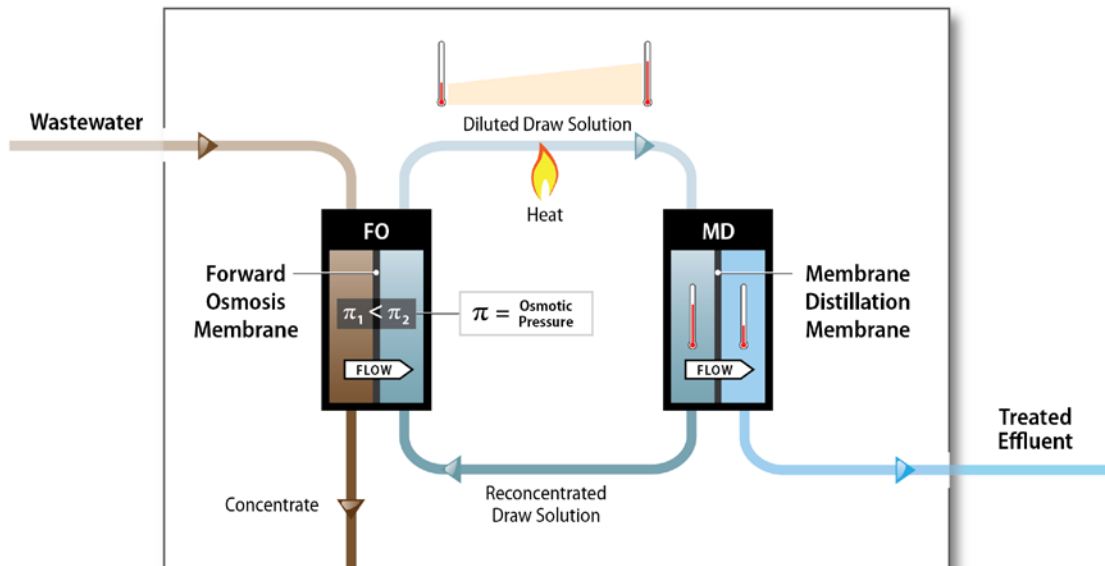 Wastewater
Diluted Draw Solution
Heat
FO
MD
Forward
Osmosis
Membrane
π1 < π2
π = Osmotic
Pressure
Membrane
Distillation
Membrane
FLOW
FLOW
Treated
Effluent
Concentrate
Reconcentrated
Draw Solution